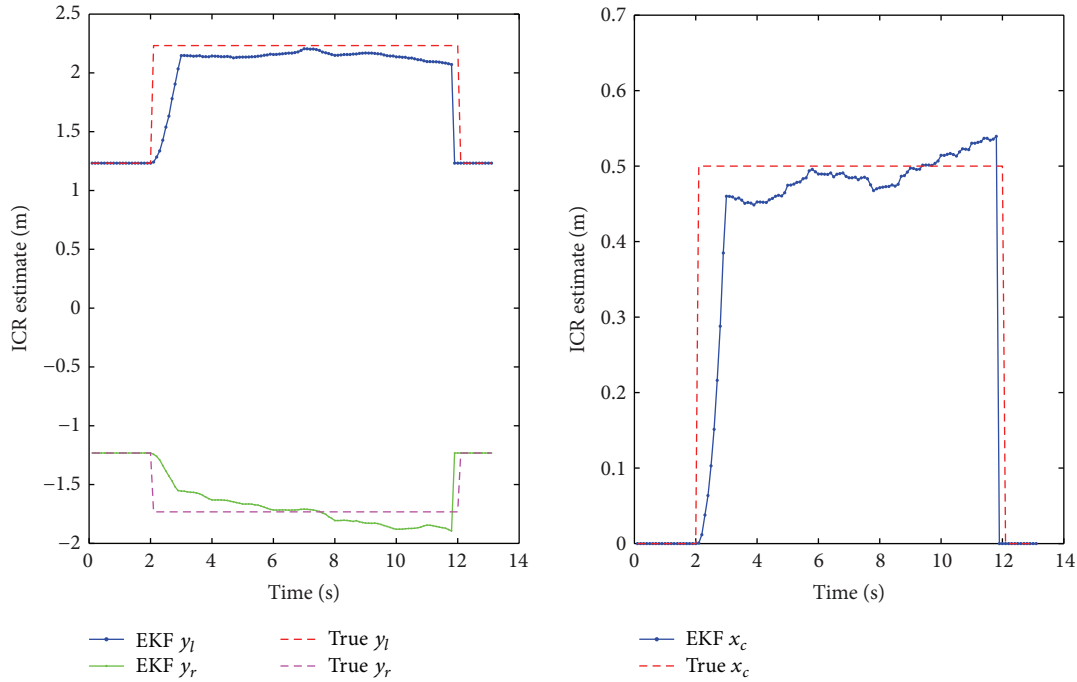 2.5
2
1.5
1
0.5
0
−0.5
−1
−1.5
−2
ICR estimate (m)
0 2 4 6 8 10 12 14
Time (s)
EKF y_l
EKF y_r
True y_l
True y_r
0.7
0.6
0.5
0.4
0.3
0.2
0.1
0
ICR estimate (m)
0 2 4 6 8 10 12 14
Time (s)
EKF x_c
True x_c